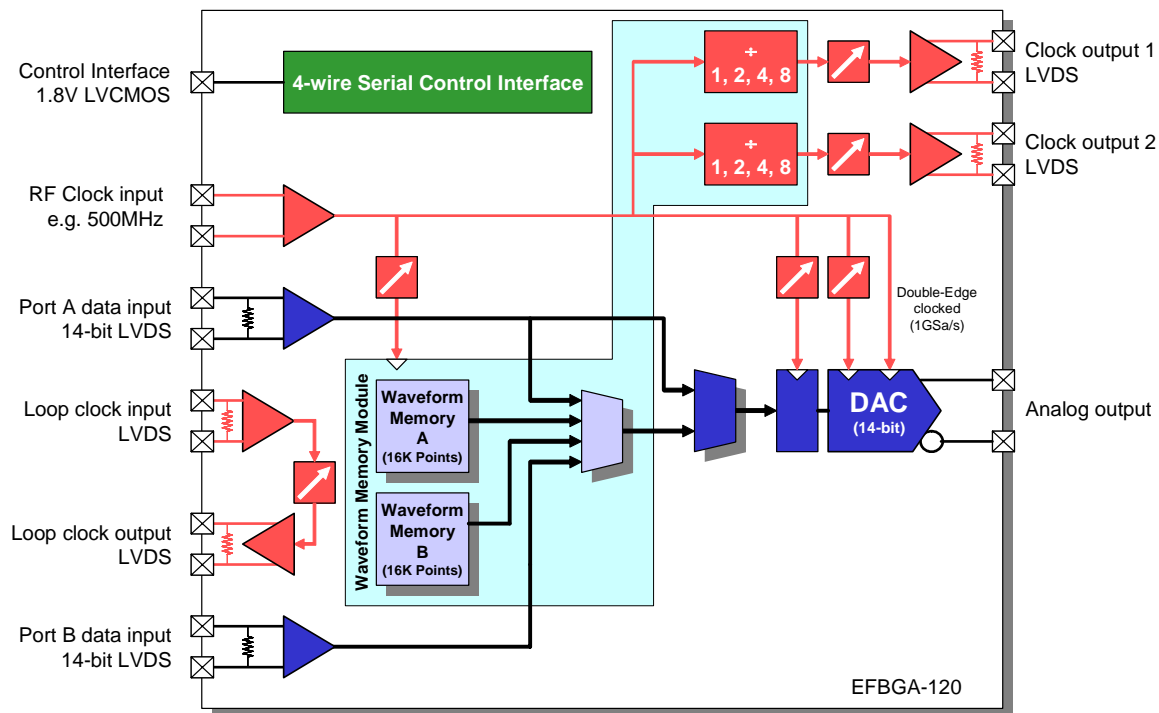 Control Interface
1.8V LVCMOS
4-wire Serial Control Interface
÷
1, 2, 4, 8
Clock output 1
LVDS
÷
1, 2, 4, 8
Clock output 2
LVDS
RF Clock input
e.g. 500MHz
Port A data input
14-bit LVDS
Double-Edge
clocked
(1GSa/s)
Loop clock input
LVDS
Waveform Memory Module
Waveform
Memory
A
(16K Points)
DAC
(14-bit)
Analog output
Loop clock output
LVDS
Waveform
Memory
B
(16K Points)
Port B data input
14-bit LVDS
EFBGA-120